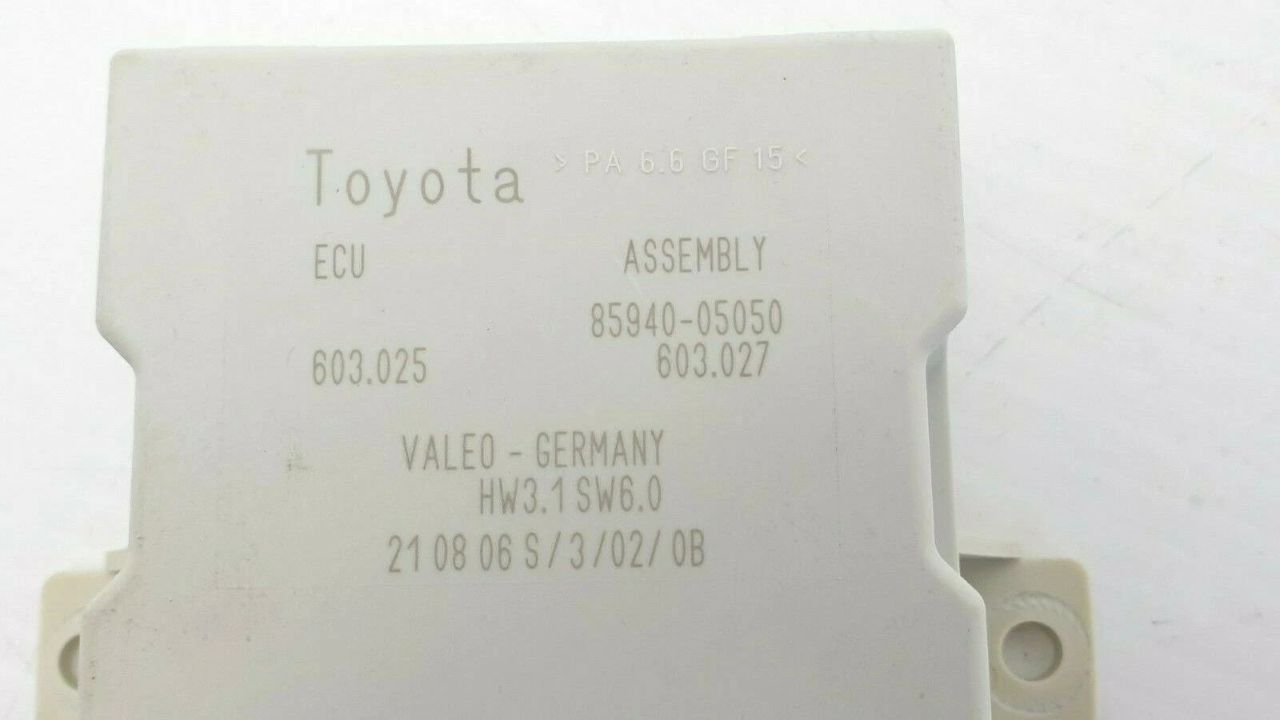 Toyota >PA 6.6 GF 15<
ECU ASSEMBLY
85940-05050
603.025 603.027
VALEO - GERMANY
HW3.1 SW6.0
21 08 06 S/3/02/0B